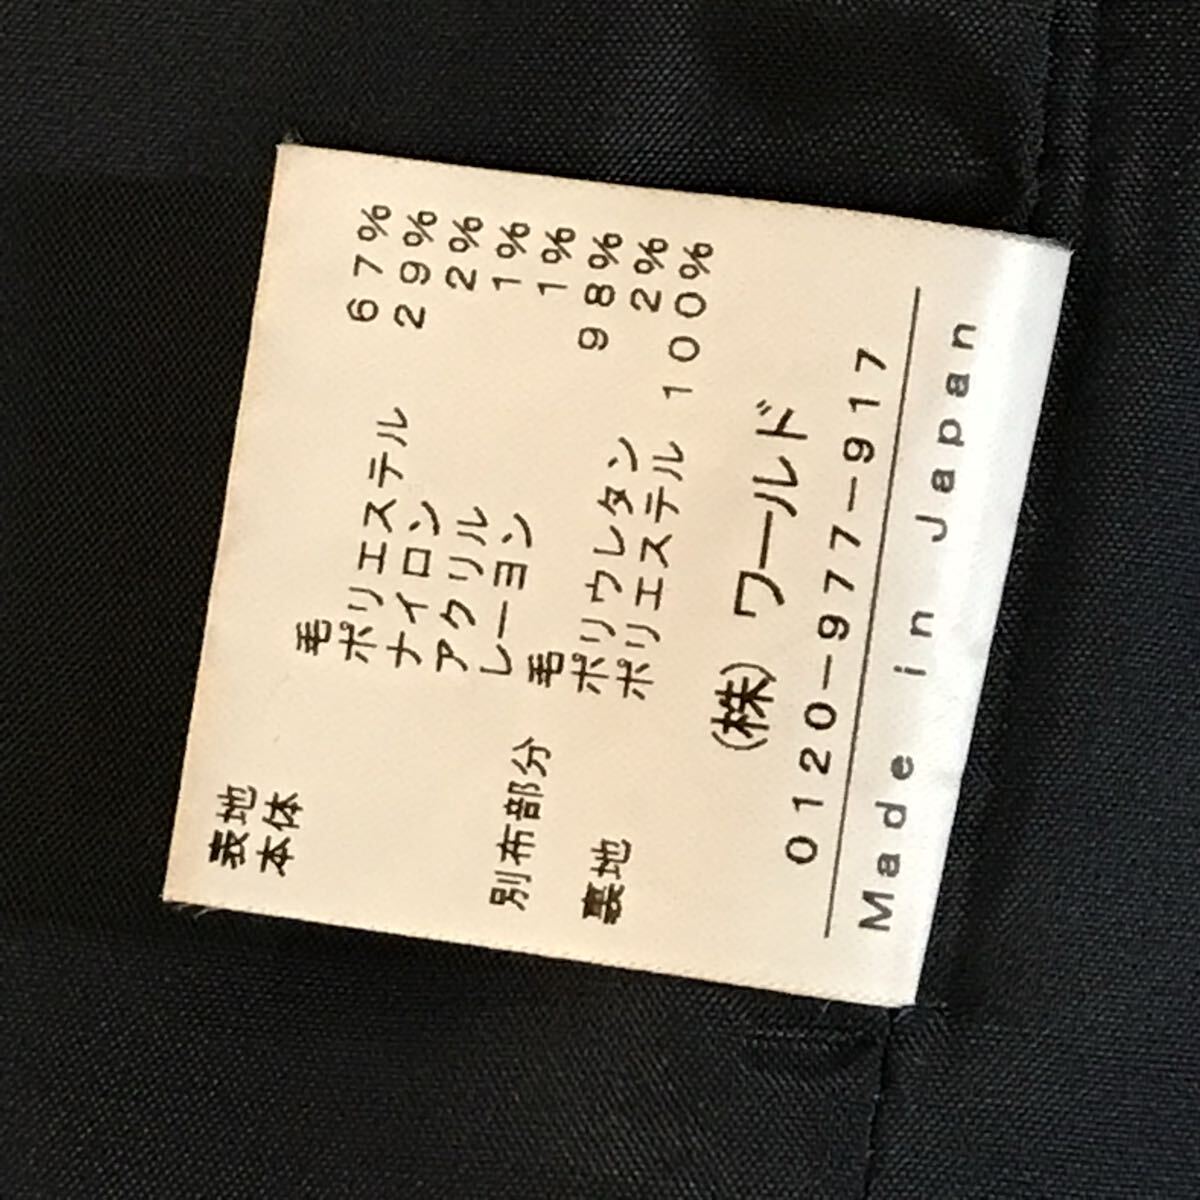 表地
本体
毛 67%
ポリエステル 29%
ナイロン 2%
アクリル 1%
レーヨン 1%
別布部分 毛 98%
ポリウレタン 2%
裏地 ポリエステル 100%
(株) ワールド
0120-977-917
Made in Japan